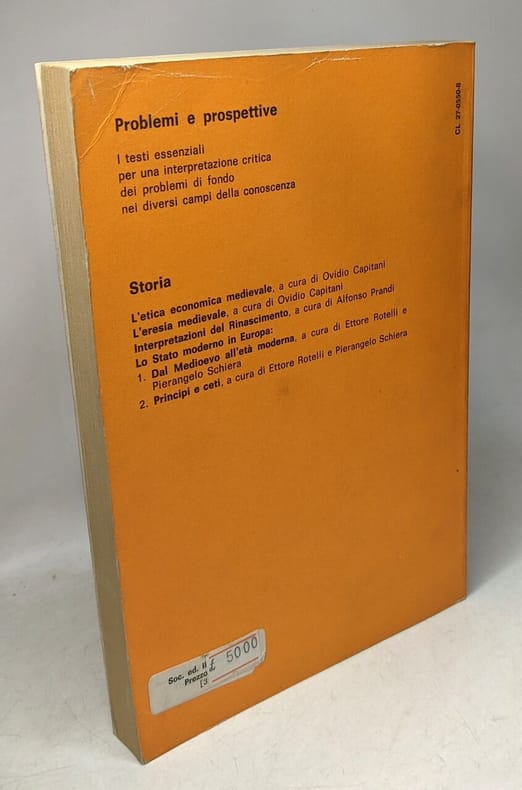 Problemi e prospettive
CL 27-0550-8
I testi essenziali
per una interpretazione critica
dei problemi di fondo
nei diversi campi della conoscenza
Storia
L'etica economica medievale, a cura di Ovidio Capitani
L'eresia medievale, a cura di Ovidio Capitani
Interpretazioni del Rinascimento, a cura di Alfonso Prandi
Lo Stato moderno in Europa:
1. Dal Medioevo all'età moderna, a cura di Ettore Rotelli e
Pierangelo Schiera
2. Principi e ceti, a cura di Ettore Rotelli e Pierangelo Schiera
Soc. ed. Il
Prezzo £ 5000